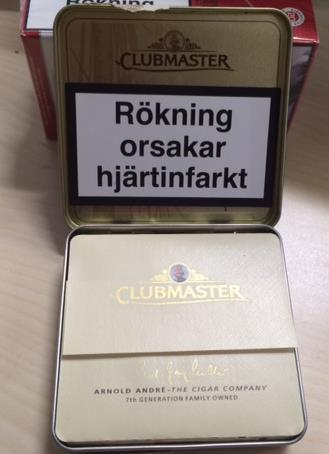 Rökning
CLUBMASTER
Rökning
orsakar
hjärtinfarkt
CLUBMASTER
ARNOLD ANDRÉ-THE CIGAR COMPANY
7th GENERATION FAMILY OWNED